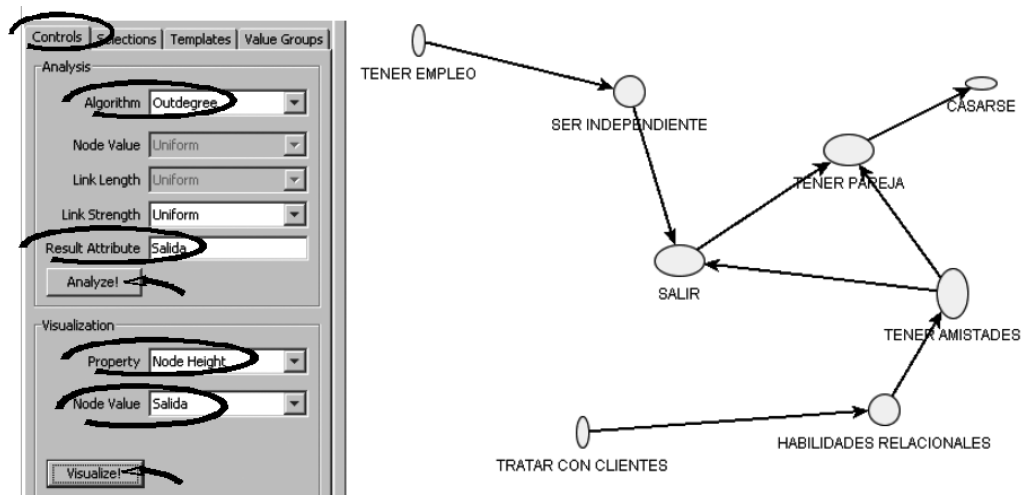 Controls Selections Templates Value Groups
Analysis
Algorithm Outdegree
Node Value Uniform
Link Length Uniform
Link Strength Uniform
Result Attribute Salida
Analyze!
Visualization
Property Node Height
Node Value Salida
Visualize!
TENER EMPLEO
CASARSE
SER INDEPENDIENTE
TENER PAREJA
SALIR
TENER AMISTADES
HABILIDADES RELACIONALES
TRATAR CON CLIENTES